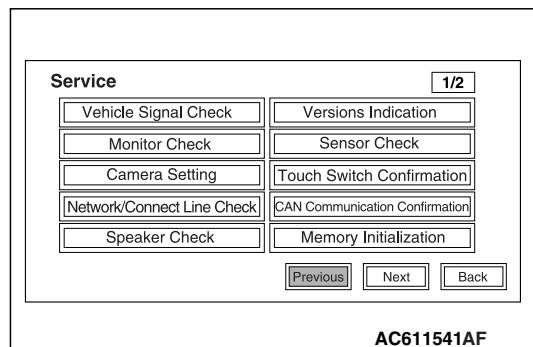 Service 1/2
Vehicle Signal Check Versions Indication
Monitor Check Sensor Check
Camera Setting Touch Switch Confirmation
Network/Connect Line Check CAN Communication Confirmation
Speaker Check Memory Initialization
Previous Next Back
AC611541AF